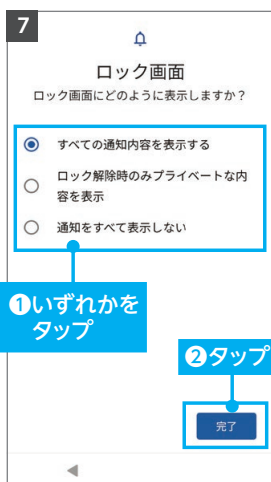 7
ロック画面
ロック画面にどのように表示しますか？
すべての通知内容を表示する
ロック解除時のみプライベートな内
容を表示
通知をすべて表示しない
❶いずれかを
タップ
❷タップ
完了